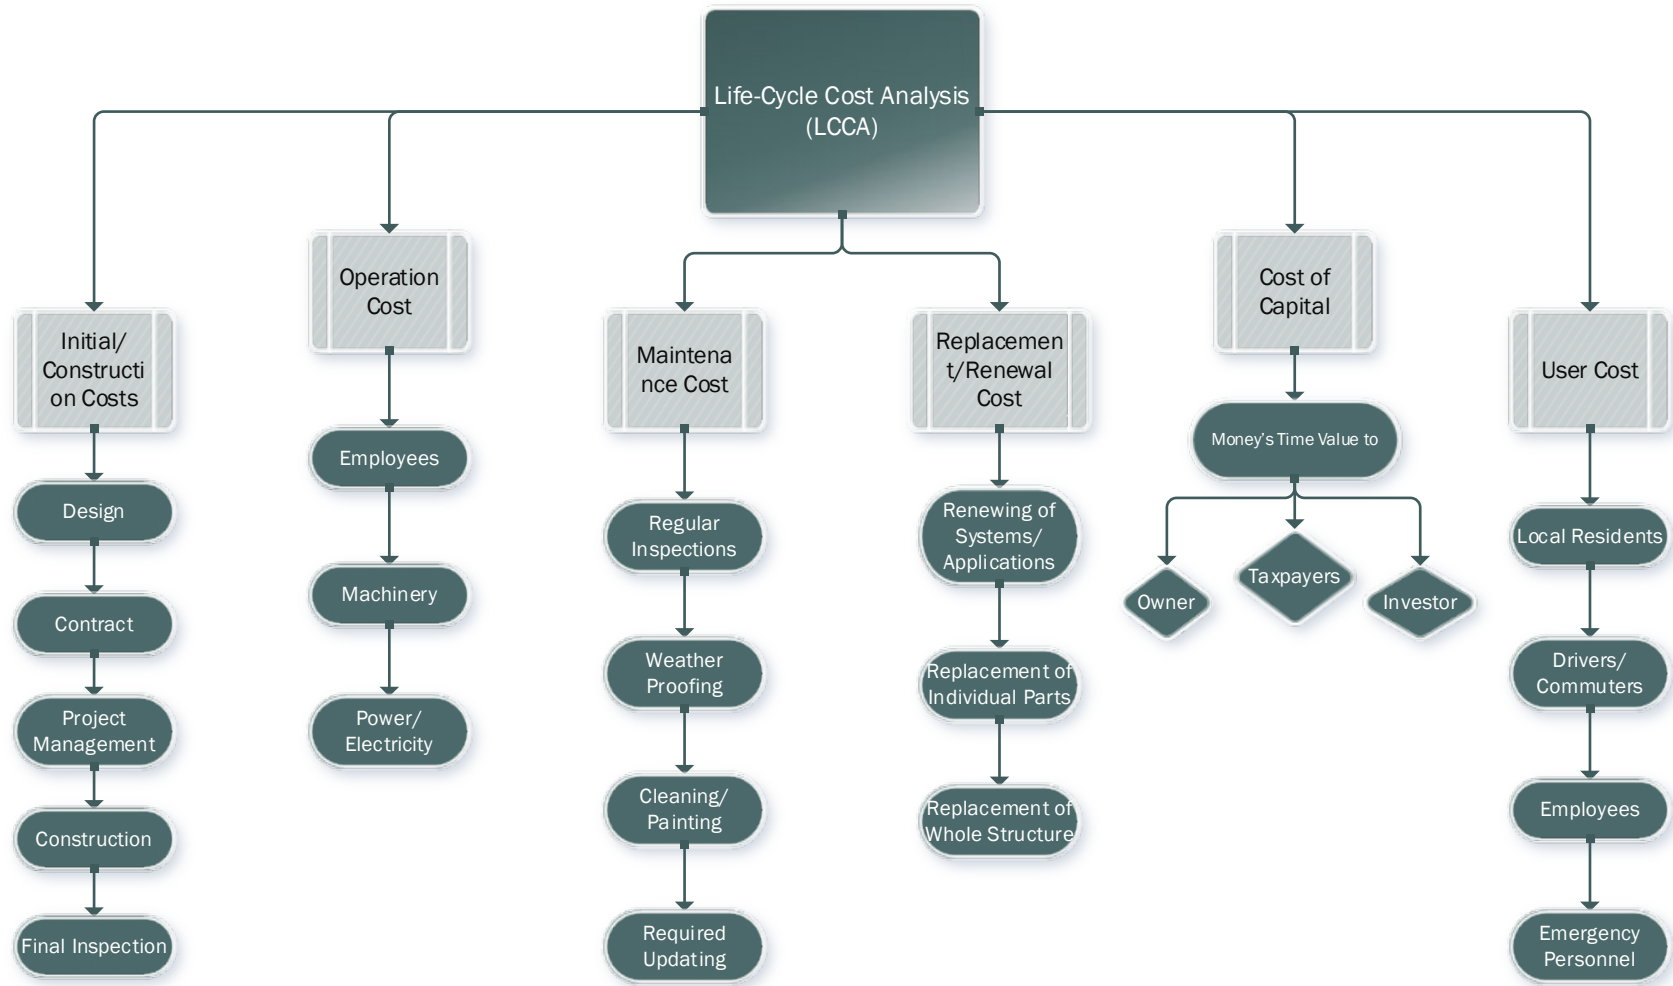 Life-Cycle Cost Analysis
(LCCA)
Initial/
Constructi
on Costs
Design
Contract
Project
Management
Construction
Final Inspection
Operation
Cost
Employees
Machinery
Power/
Electricity
Maintena
nce Cost
Regular
Inspections
Weather
Proofing
Cleaning/
Painting
Required
Updating
Replacemen
t/Renewal
Cost
Renewing of
Systems/
Applications
Replacement of
Individual Parts
Replacement of
Whole Structure
Cost of
Capital
Money's Time Value to
Owner
Taxpayers
Investor
User Cost
Local Residents
Drivers/
Commuters
Employees
Emergency
Personnel